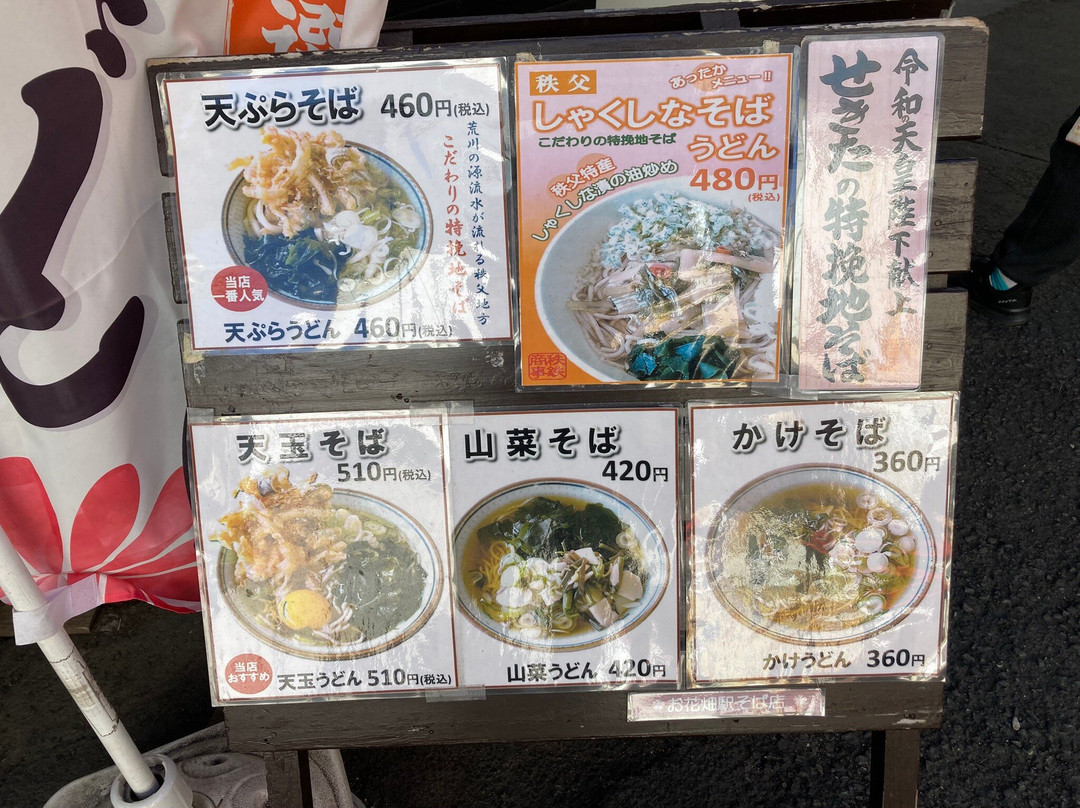 天ぷらそば 460円(税込)
荒川の源流水が流れる秩父地方
こだわりの特挽地そば
当店
一番人気
天ぷらうどん 460円(税込)
秩父
あったか
メニュー!!
しゃくしなそば
こだわりの特挽地そば
うどん
480円
(税込)
秩父特産
しゃくしな漬の油炒め
令和の天皇陛下献上
せきたの特挽地そば
天玉そば
510円(税込)
当店
おすすめ
天玉うどん 510円(税込)
山菜そば
420円
山菜うどん 420円
かけそば
360円
かけうどん 360円
お花畑駅そば店